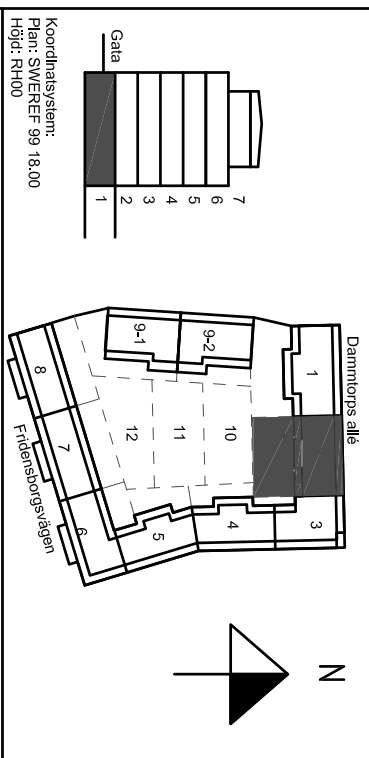 Gata
1
2
3
4
5
6
7
Koordinatsystem:
Plan: SWEREF 99 18.00
Höjd: RH00
Dammtorps allé
1
3
4
5
6
7
8
9-1
9-2
10
11
12
Fridensborgsvägen
N